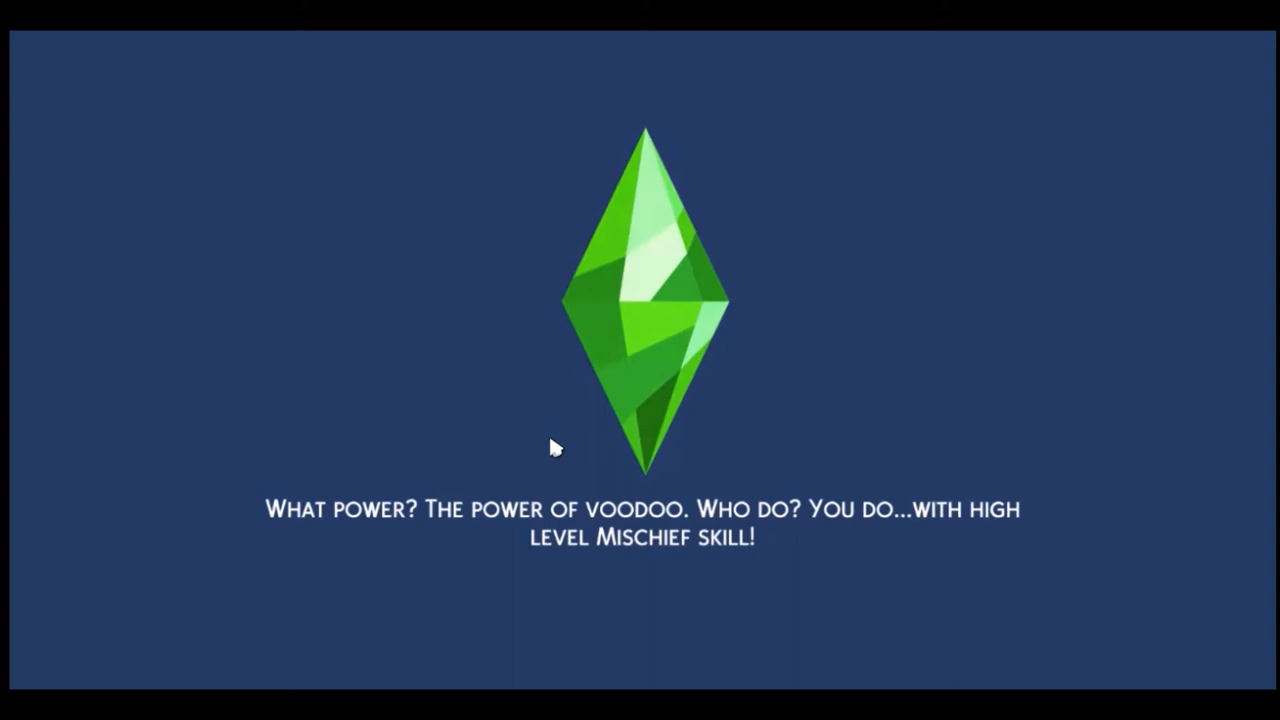 What power? The power of voodoo. Who do? You do...with high
level Mischief skill!